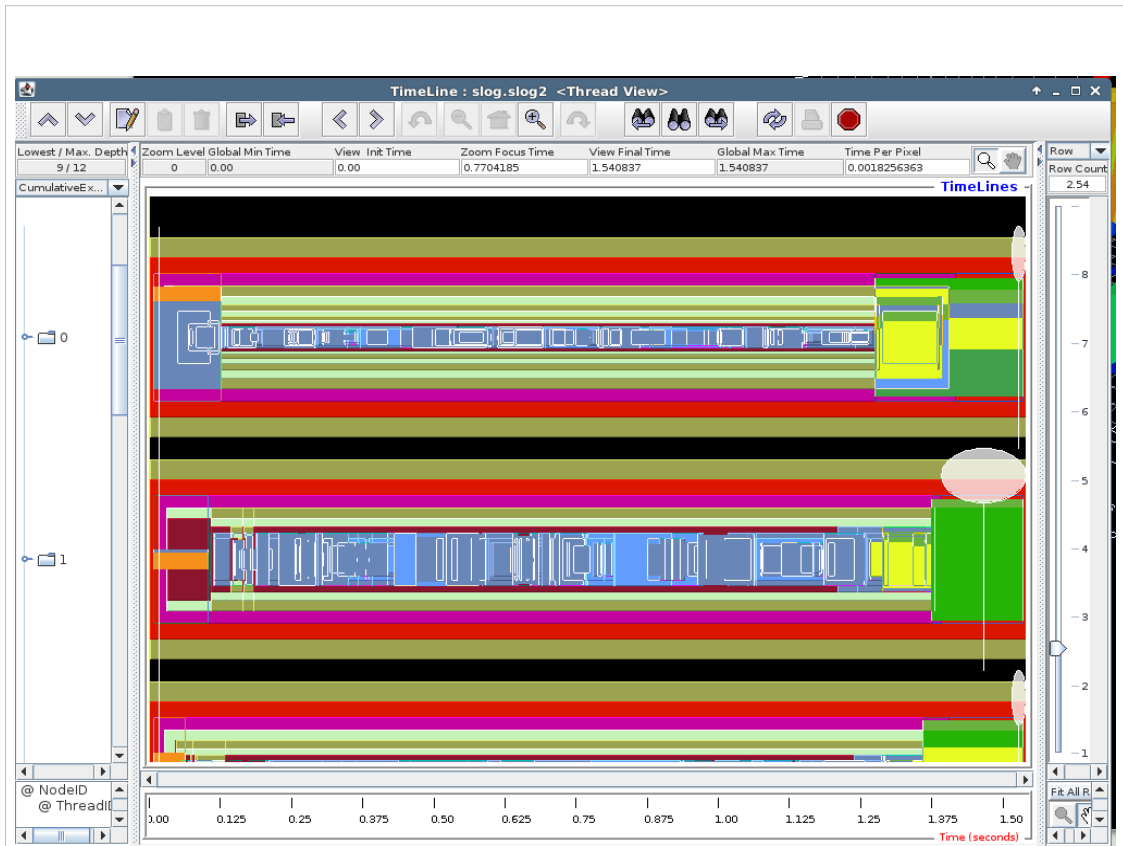 TimeLine : slog.slog2 <Thread View>
Lowest / Max. Depth Zoom Level Global Min Time View Init Time Zoom Focus Time View Final Time Global Max Time Time Per Pixel Row
9 / 12 0 0.00 0.00 0.7704185 1.540837 1.540837 0.0018256363 Row Count
CumulativeEx... TimeLines 2.54
8
0 7
6
5
1 4
3
2
1
@ NodeID Fit All R
@ ThreadI
0.00 0.125 0.25 0.375 0.50 0.625 0.75 0.875 1.00 1.125 1.25 1.375 1.50
Time (seconds)